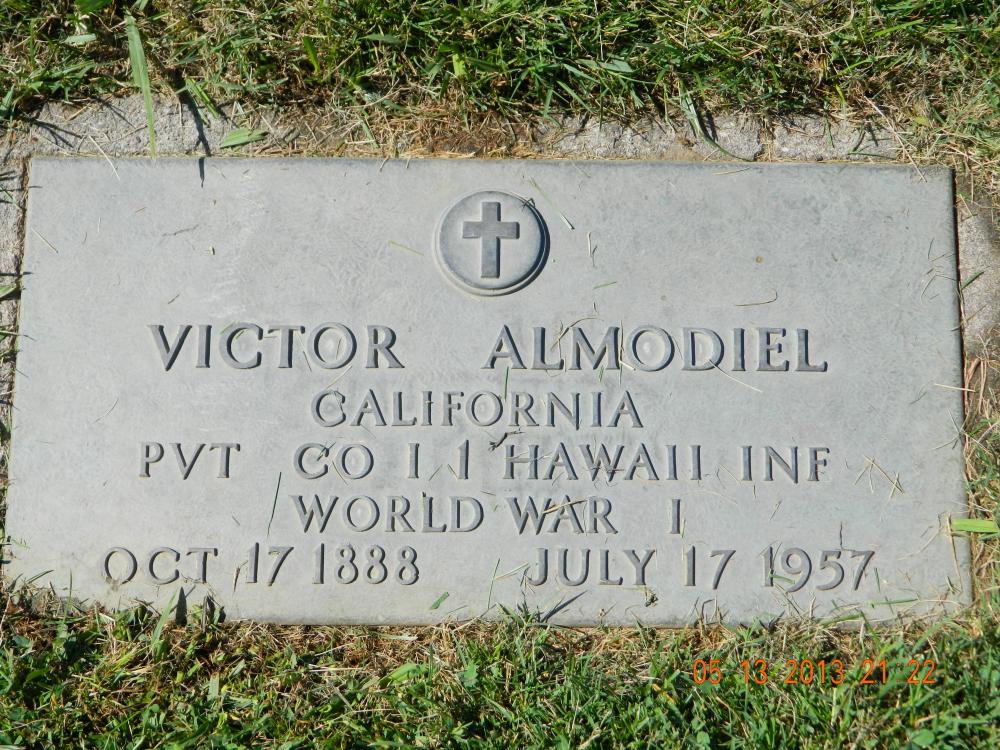 VICTOR ALMODIEL
CALIFORNIA
PVT CO I 1 HAWAII INF
WORLD WAR I
OCT 17 1888 JULY 17 1957
05 13 2013 21 22